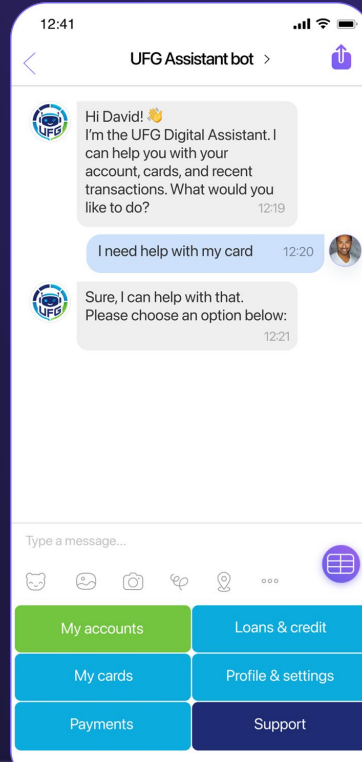 12:41
UFG Assistant bot >
UFG
Hi David! 👋
I'm the UFG Digital Assistant. I
can help you with your
account, cards, and recent
transactions. What would you
like to do? 12:19
I need help with my card 12:20
UFG
Sure, I can help with that.
Please choose an option below:
12:21
Type a message...
My accounts
Loans & credit
My cards
Profile & settings
Payments
Support